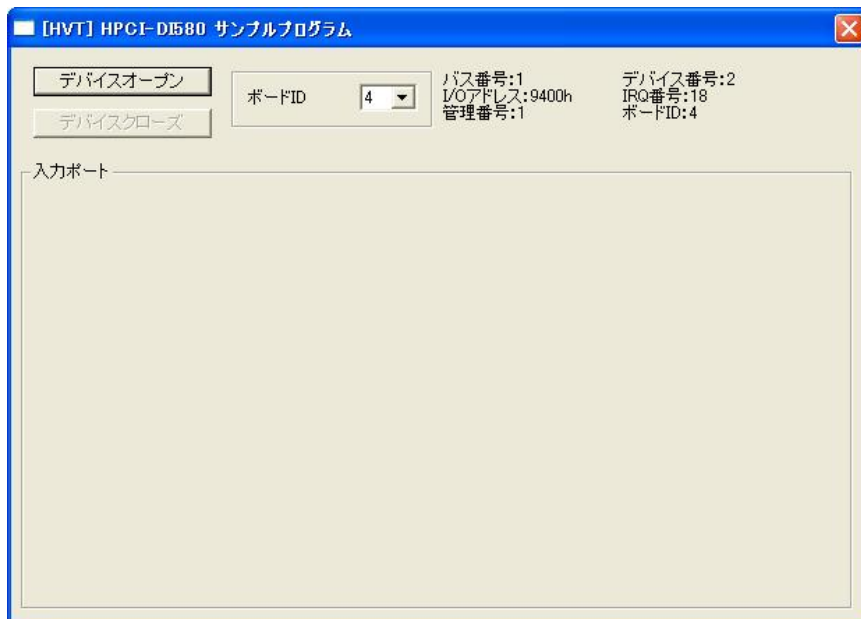 [HVT] HPCI-DI580 サンプルプログラム
デバイスオープン
デバイスクローズ
ボードID
4
バス番号:1
I/Oアドレス:9400h
管理番号:1
デバイス番号:2
IRQ番号:18
ボードID:4
入力ポート